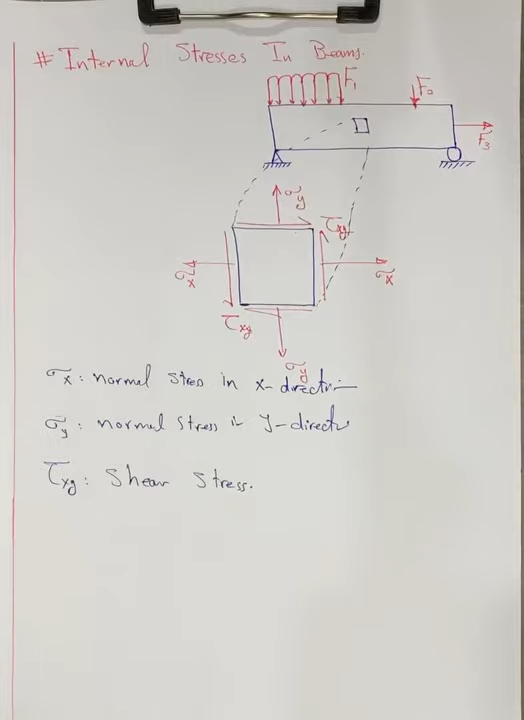 # Internal Stresses In Beams.
F₁
F₀
F₃
σy
τxy
σx
σx
τxy
σy
σx: normal stress in x-direction
σy: normal stress in y-direction
τxy: Shear Stress.